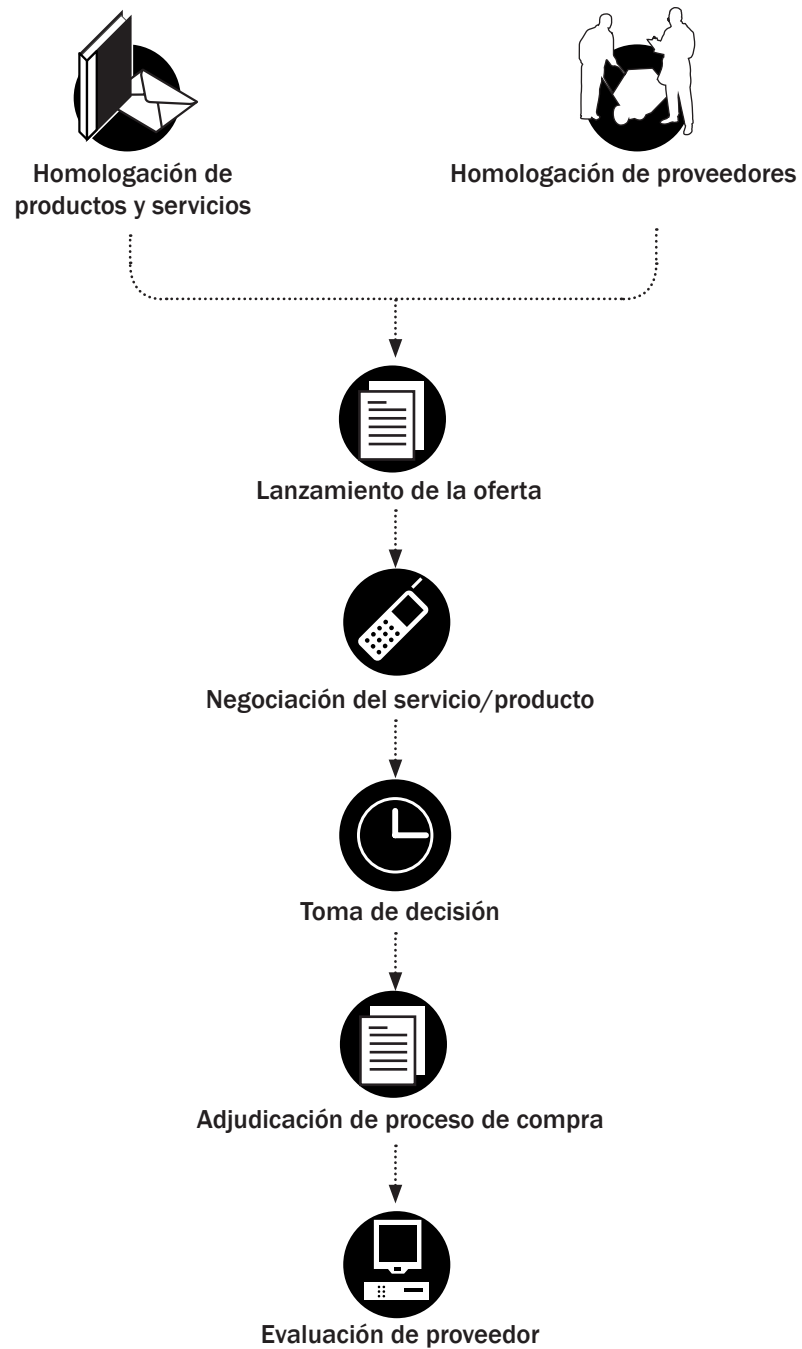 Homologación de
productos y servicios
Homologación de proveedores
Lanzamiento de la oferta
Negociación del servicio/producto
Toma de decisión
Adjudicación de proceso de compra
Evaluación de proveedor